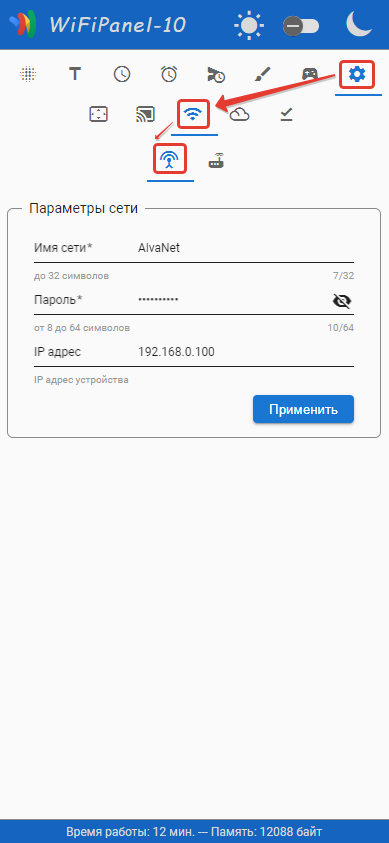 WiFiPanel-10
Параметры сети
Имя сети* AlvaNet
до 32 символов 7/32
Пароль* ••••••••••
от 8 до 64 символов 10/64
IP адрес 192.168.0.100
IP адрес устройства
Применить
Время работы: 12 мин. --- Память: 12088 байт